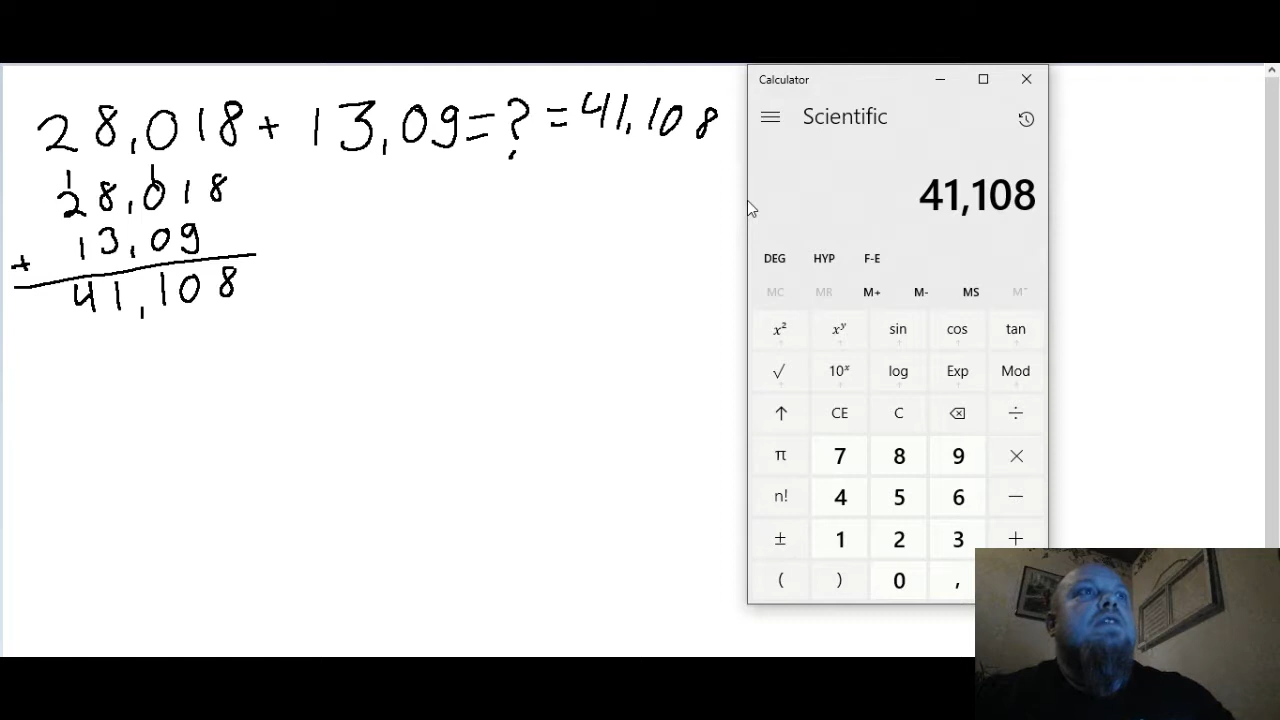 28,018 + 13,09 = ? = 41,108
1 1
28,018
+ 13,09
41,108
Calculator
Scientific
41,108
DEG HYP F-E
MC MR M+ M- MS M˅
x² xʸ sin cos tan
√ 10ˣ log Exp Mod
↑ CE C ⌫ ÷
π 7 8 9 ×
n! 4 5 6 −
± 1 2 3 +
( ) 0 ,